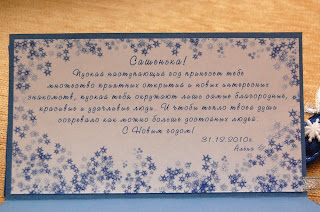 Сашенька!
Пускай наступающий год принесет тебе
множество приятных открытий и новых интересных
знакомств, пускай тебя окружают лишь самые благородные,
красивые и удачливые люди. И чтобы тепло твоей души
согревало как можно больше достойных людей.
С Новым годом!
31.12.2010г.
Алена